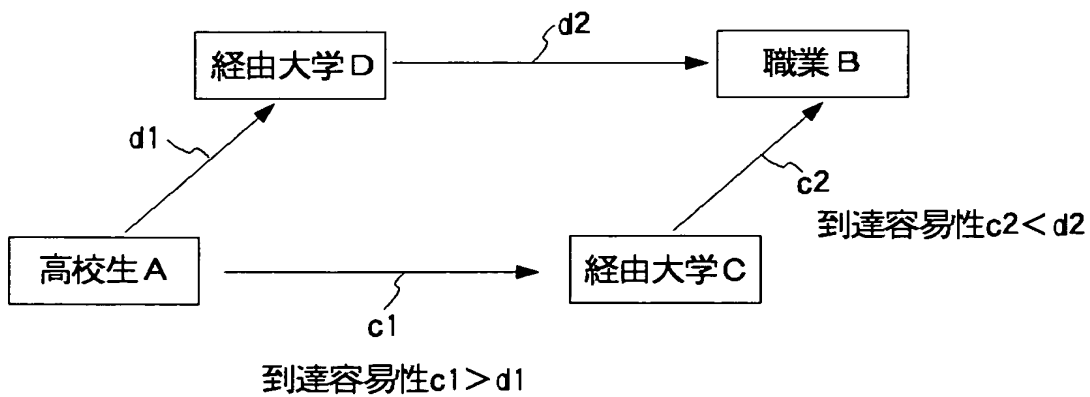 d2
経由大学D
職業B
d1
c2
到達容易性c2<d2
高校生A
経由大学C
c1
到達容易性c1>d1